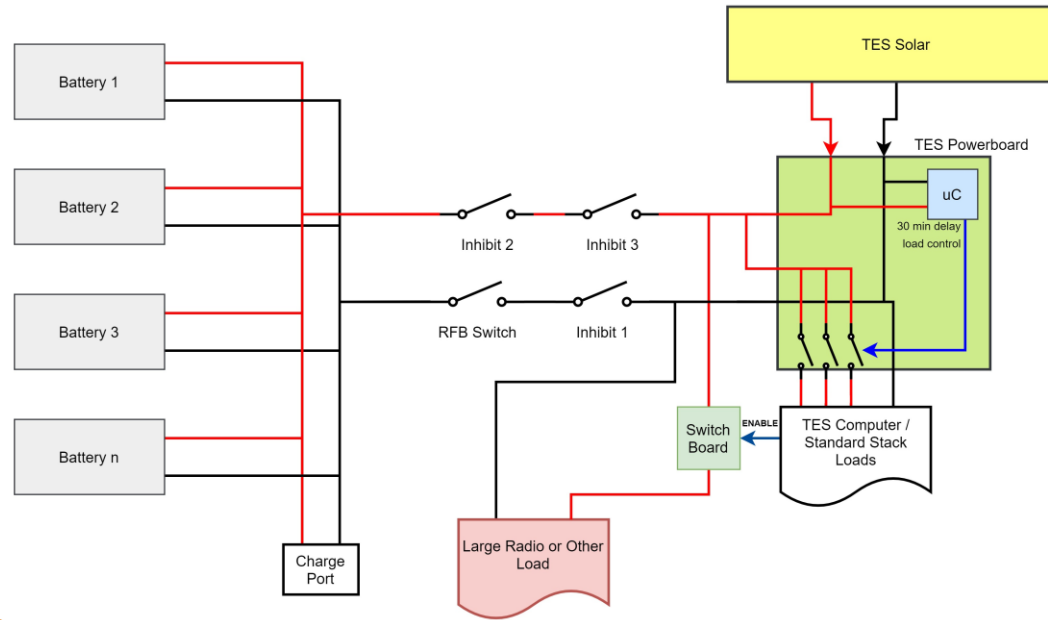 TES Solar
Battery 1
TES Powerboard
uC
Battery 2
30 min delay
load control
Inhibit 2
Inhibit 3
Battery 3
RFB Switch
Inhibit 1
Battery n
Switch
Board
ENABLE
TES Computer /
Standard Stack
Loads
Charge
Port
Large Radio or Other
Load